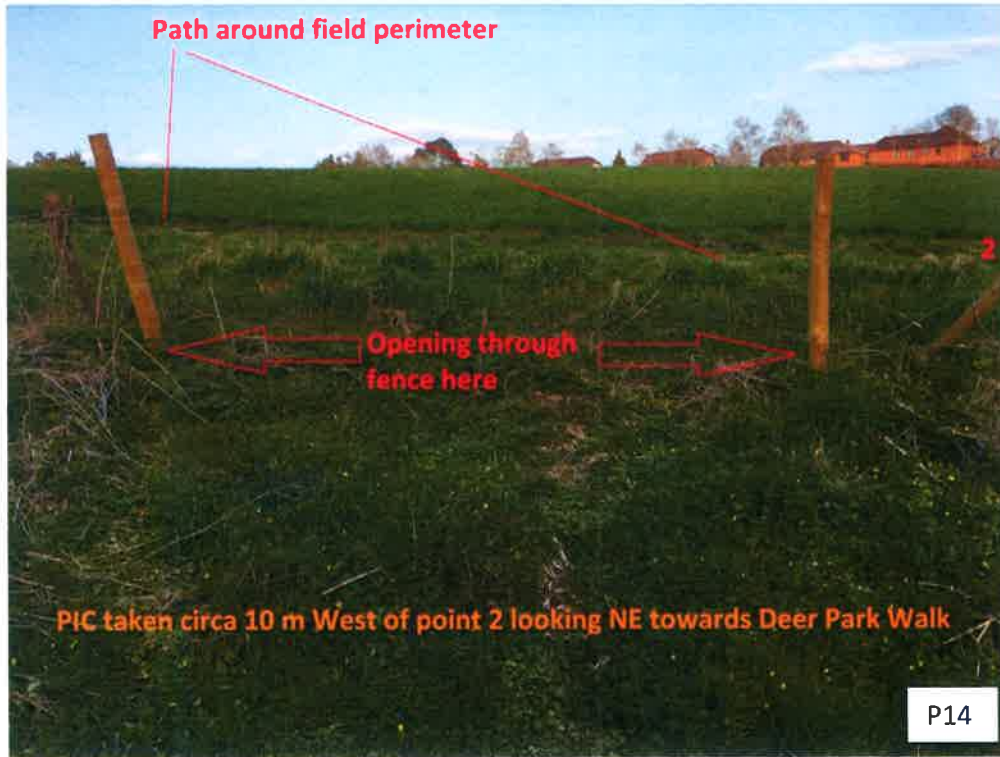 Path around field perimeter
2
Opening through
fence here
PIC taken circa 10 m West of point 2 looking NE towards Deer Park Walk
P14